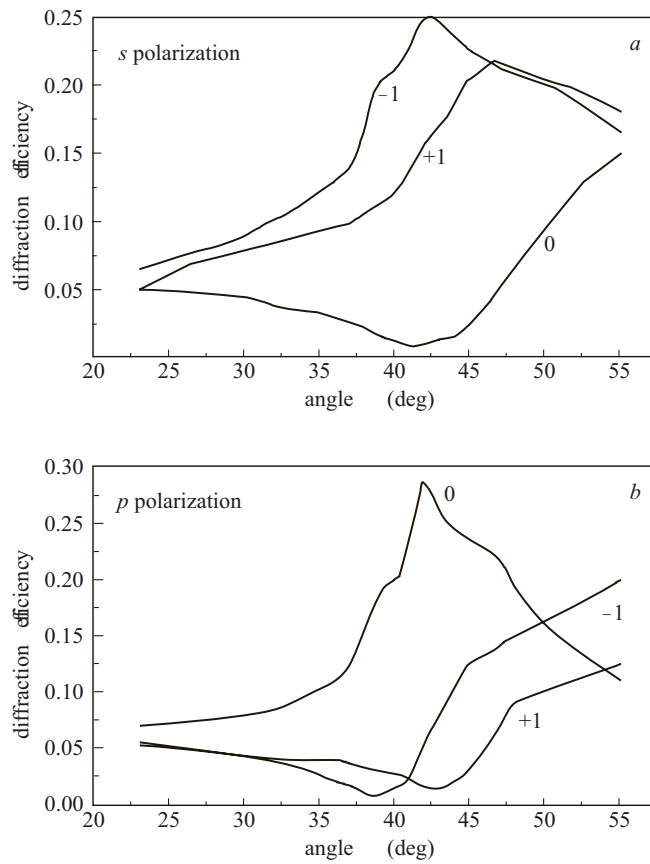 0.25
s polarization
a
0.20
−1
0.15
+1
diffraction efficiency
0.10
0
0.05
20 25 30 35 40 45 50 55
angle (deg)
0.30
p polarization
0
b
0.25
0.20
−1
0.15
diffraction efficiency
0.10
+1
0.05
0.00
20 25 30 35 40 45 50 55
angle (deg)